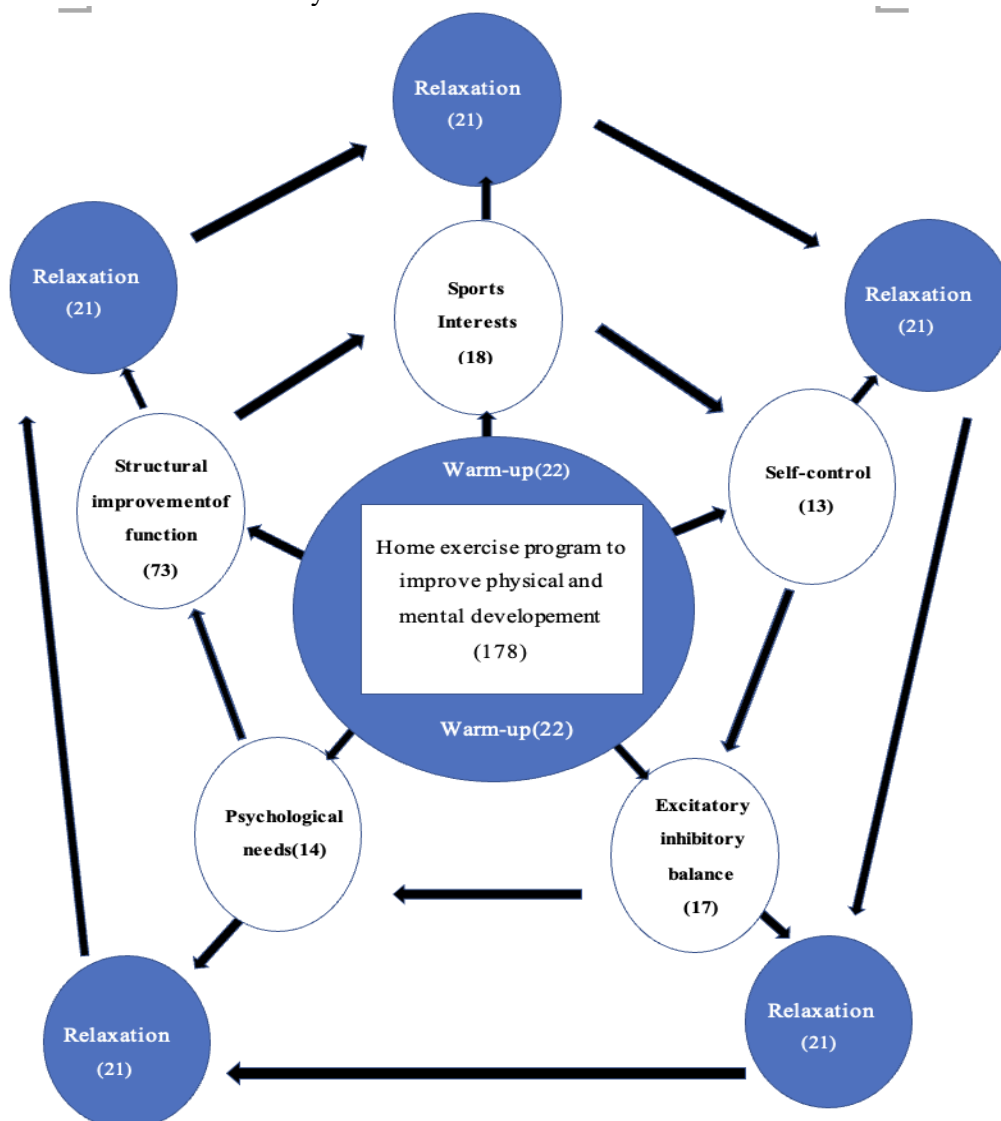 Relaxation
(21)
Relaxation
(21)
Relaxation
(21)
Sports
Interests
(18)
Structural
improvementof
function
(73)
Self-control
(13)
Warm-up(22)
Home exercise program to
improve physical and
mental developement
(178)
Warm-up(22)
Psychological
needs(14)
Excitatory
inhibitory
balance
(17)
Relaxation
(21)
Relaxation
(21)